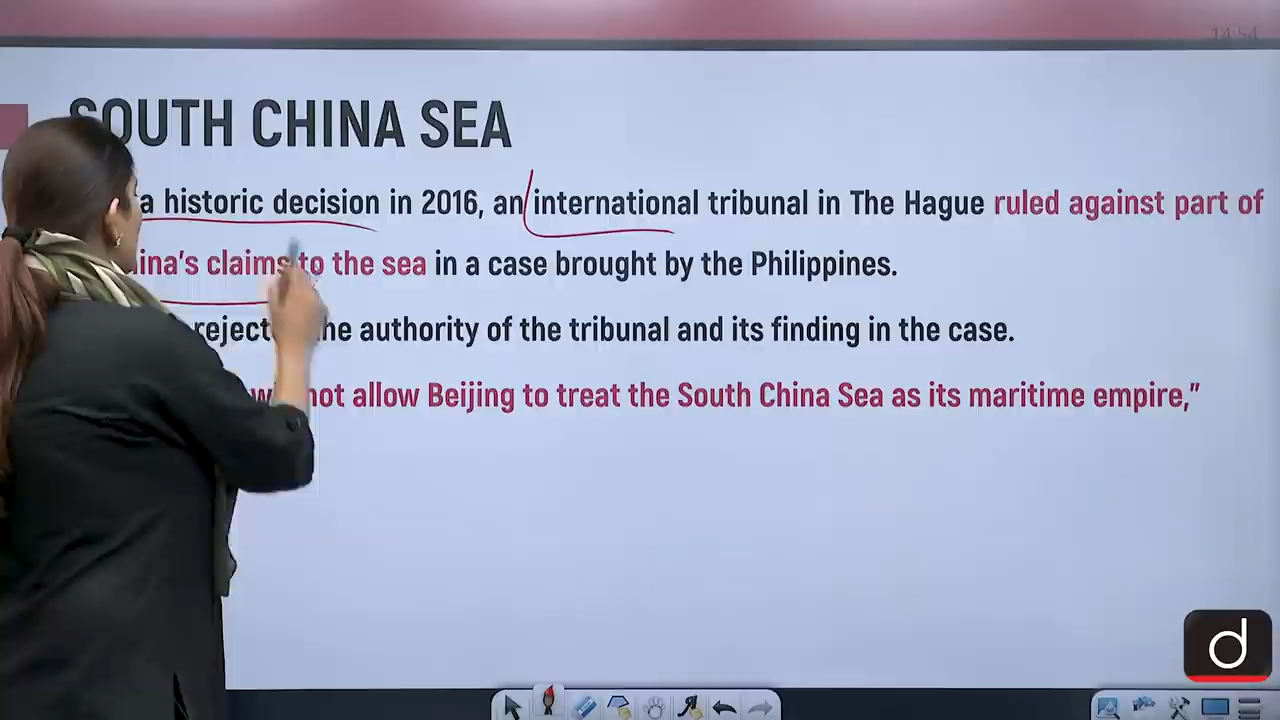 14:54
SOUTH CHINA SEA
a historic decision in 2016, an international tribunal in The Hague ruled against part of
ina's claims to the sea in a case brought by the Philippines.
reject he authority of the tribunal and its finding in the case.
not allow Beijing to treat the South China Sea as its maritime empire,”
d